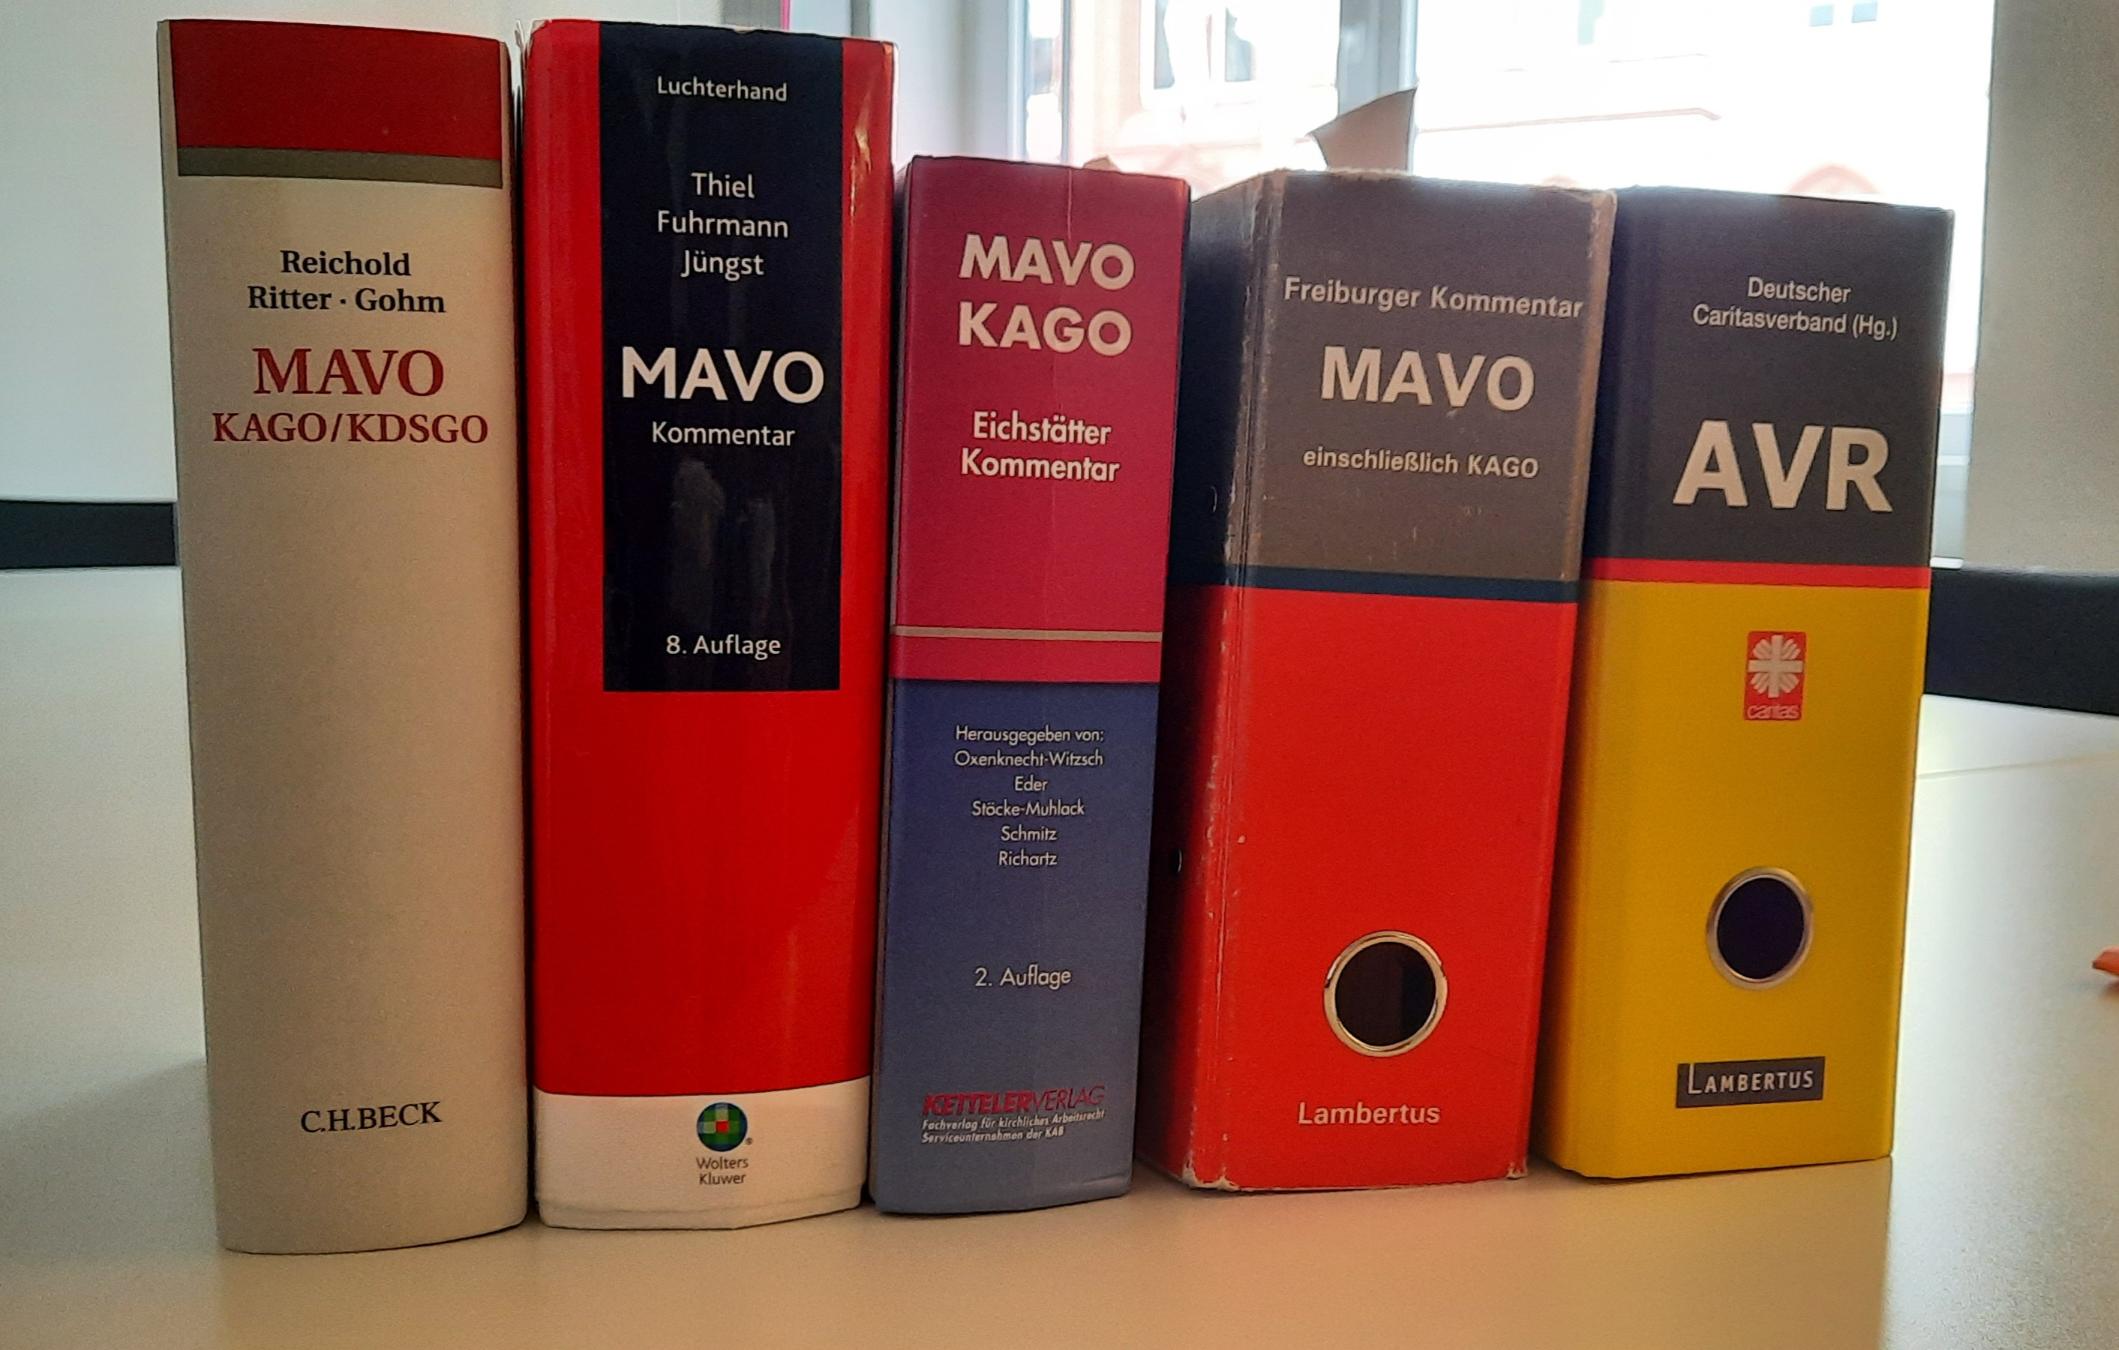 Reichold
Ritter · Gohm
MAVO
KAGO/KDSGO
C.H.BECK
Luchterhand
Thiel
Fuhrmann
Jüngst
MAVO
Kommentar
8. Auflage
Wolters
Kluwer
MAVO
KAGO
Eichstätter
Kommentar
Herausgegeben von:
Oxenknecht-Witzsch
Eder
Stöcke-Muhlack
Schmitz
Richartz
2. Auflage
KETTELERVERLAG
Fachverlag für kirchliches Arbeitsrecht
Serviceunternehmen der KAB
Freiburger Kommentar
MAVO
einschließlich KAGO
Lambertus
Deutscher
Caritasverband (Hg.)
AVR
caritas
LAMBERTUS